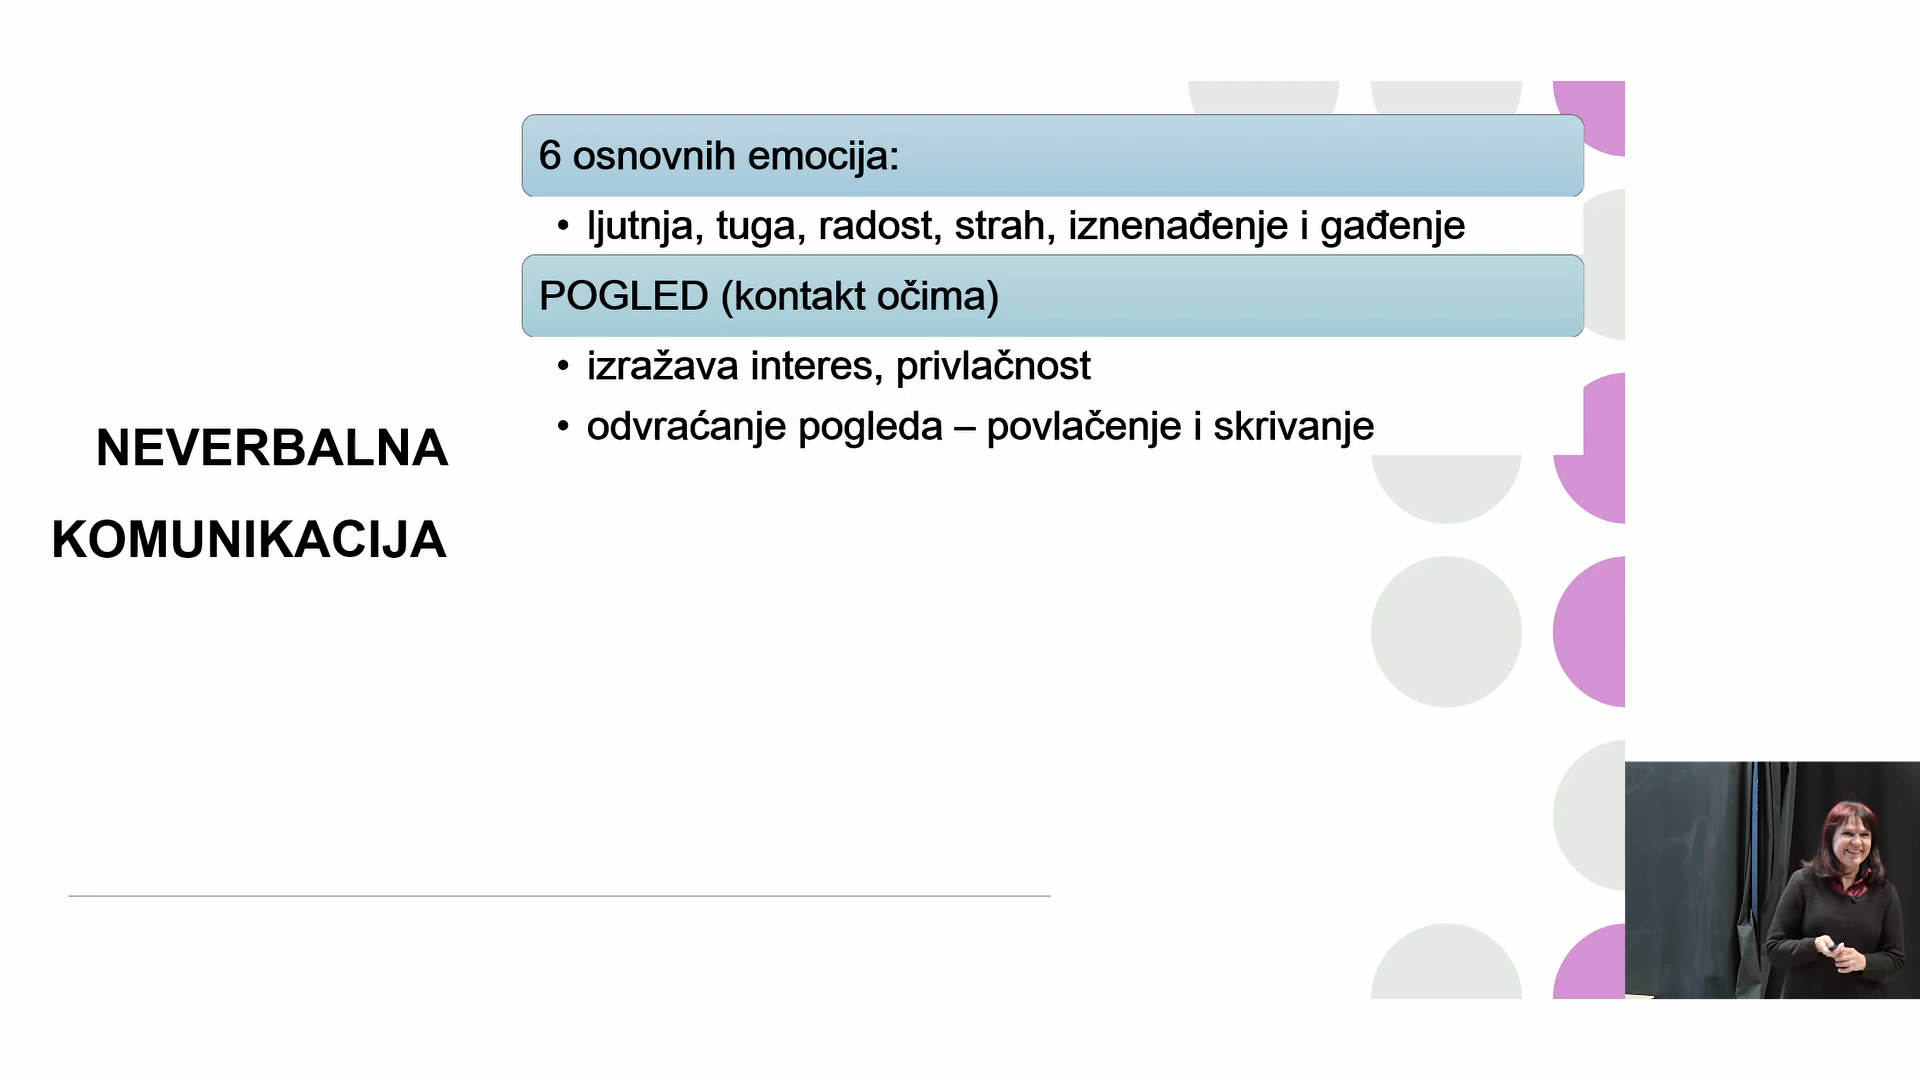 NEVERBALNA
KOMUNIKACIJA
6 osnovnih emocija:
• ljutnja, tuga, radost, strah, iznenađenje i gađenje
POGLED (kontakt očima)
• izražava interes, privlačnost
• odvraćanje pogleda – povlačenje i skrivanje